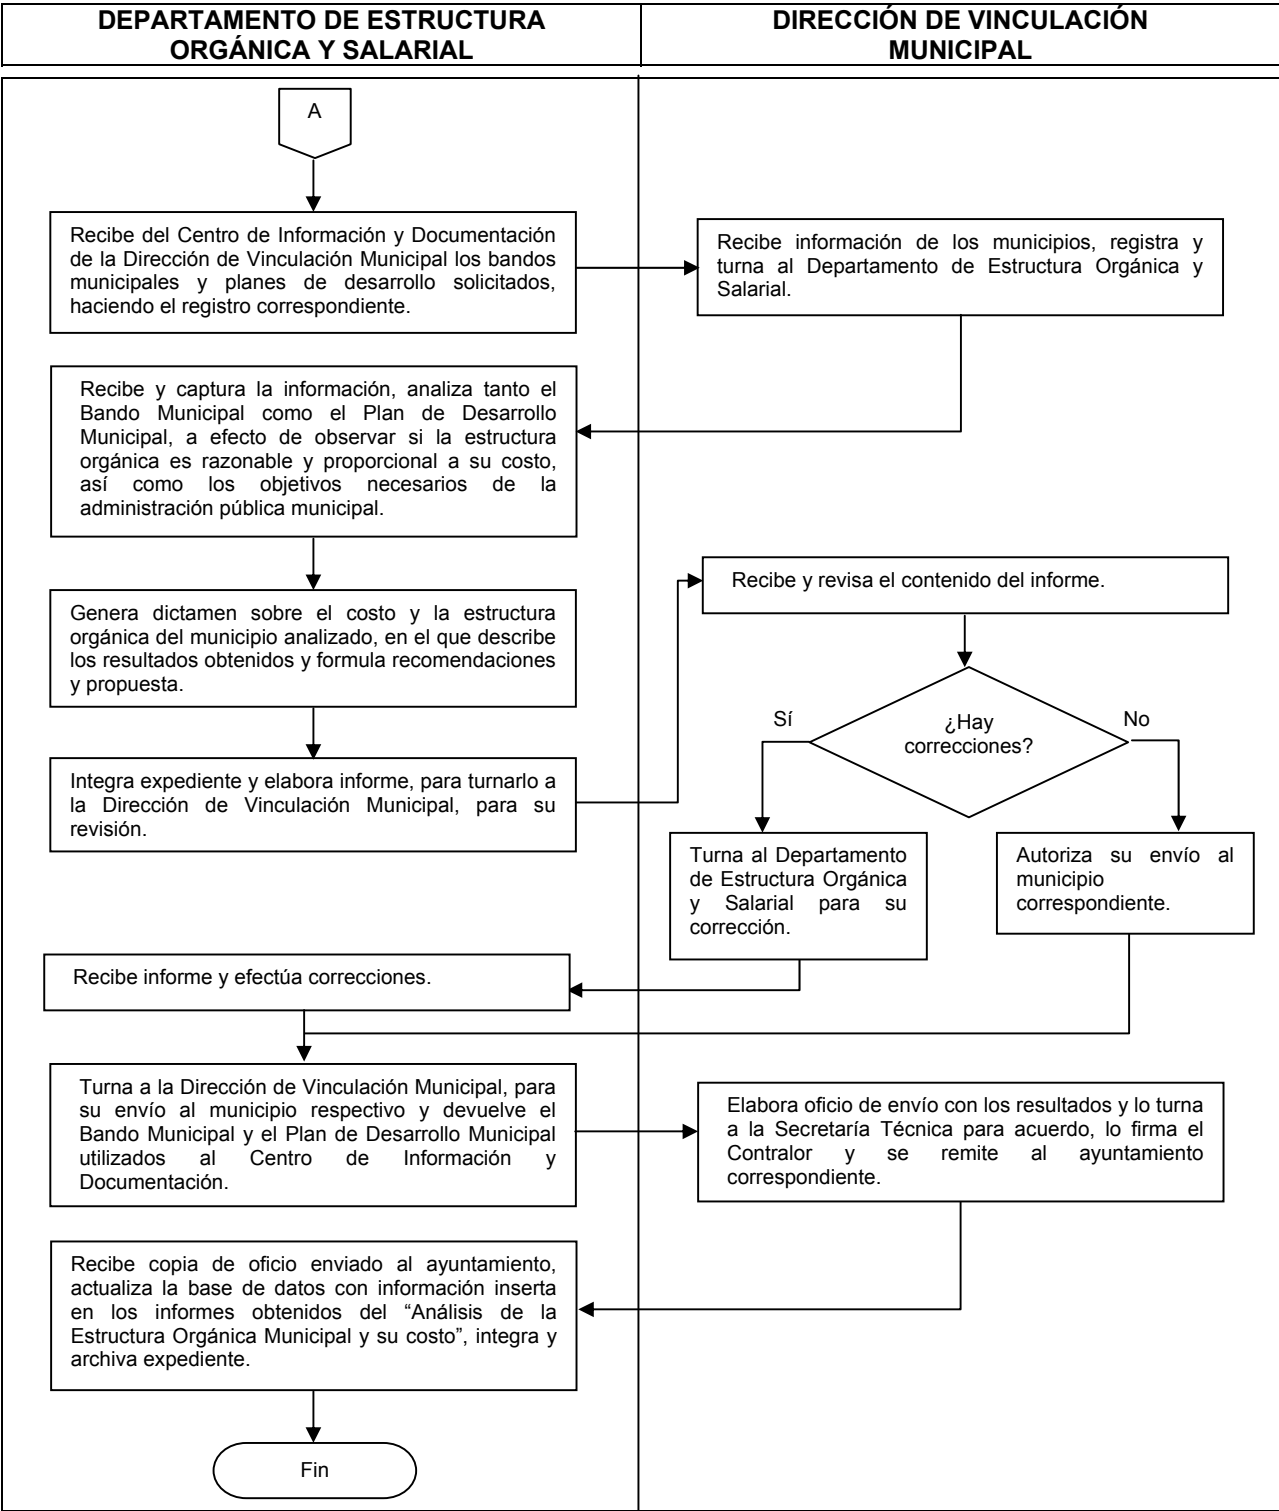 DEPARTAMENTO DE ESTRUCTURA
ORGÁNICA Y SALARIAL
DIRECCIÓN DE VINCULACIÓN
MUNICIPAL
A
Recibe del Centro de Información y Documentación
de la Dirección de Vinculación Municipal los bandos
municipales y planes de desarrollo solicitados,
haciendo el registro correspondiente.
Recibe información de los municipios, registra y
turna al Departamento de Estructura Orgánica y
Salarial.
Recibe y captura la información, analiza tanto el
Bando Municipal como el Plan de Desarrollo
Municipal, a efecto de observar si la estructura
orgánica es razonable y proporcional a su costo,
así como los objetivos necesarios de la
administración pública municipal.
Genera dictamen sobre el costo y la estructura
orgánica del municipio analizado, en el que describe
los resultados obtenidos y formula recomendaciones
y propuesta.
Integra expediente y elabora informe, para turnarlo a
la Dirección de Vinculación Municipal, para su
revisión.
Recibe y revisa el contenido del informe.
¿Hay
correcciones?
Sí
No
Turna al Departamento
de Estructura Orgánica
y Salarial para su
corrección.
Autoriza su envío al
municipio
correspondiente.
Recibe informe y efectúa correcciones.
Turna a la Dirección de Vinculación Municipal, para
su envío al municipio respectivo y devuelve el
Bando Municipal y el Plan de Desarrollo Municipal
utilizados al Centro de Información y
Documentación.
Elabora oficio de envío con los resultados y lo turna
a la Secretaría Técnica para acuerdo, lo firma el
Contralor y se remite al ayuntamiento
correspondiente.
Recibe copia de oficio enviado al ayuntamiento,
actualiza la base de datos con información inserta
en los informes obtenidos del “Análisis de la
Estructura Orgánica Municipal y su costo”, integra y
archiva expediente.
Fin